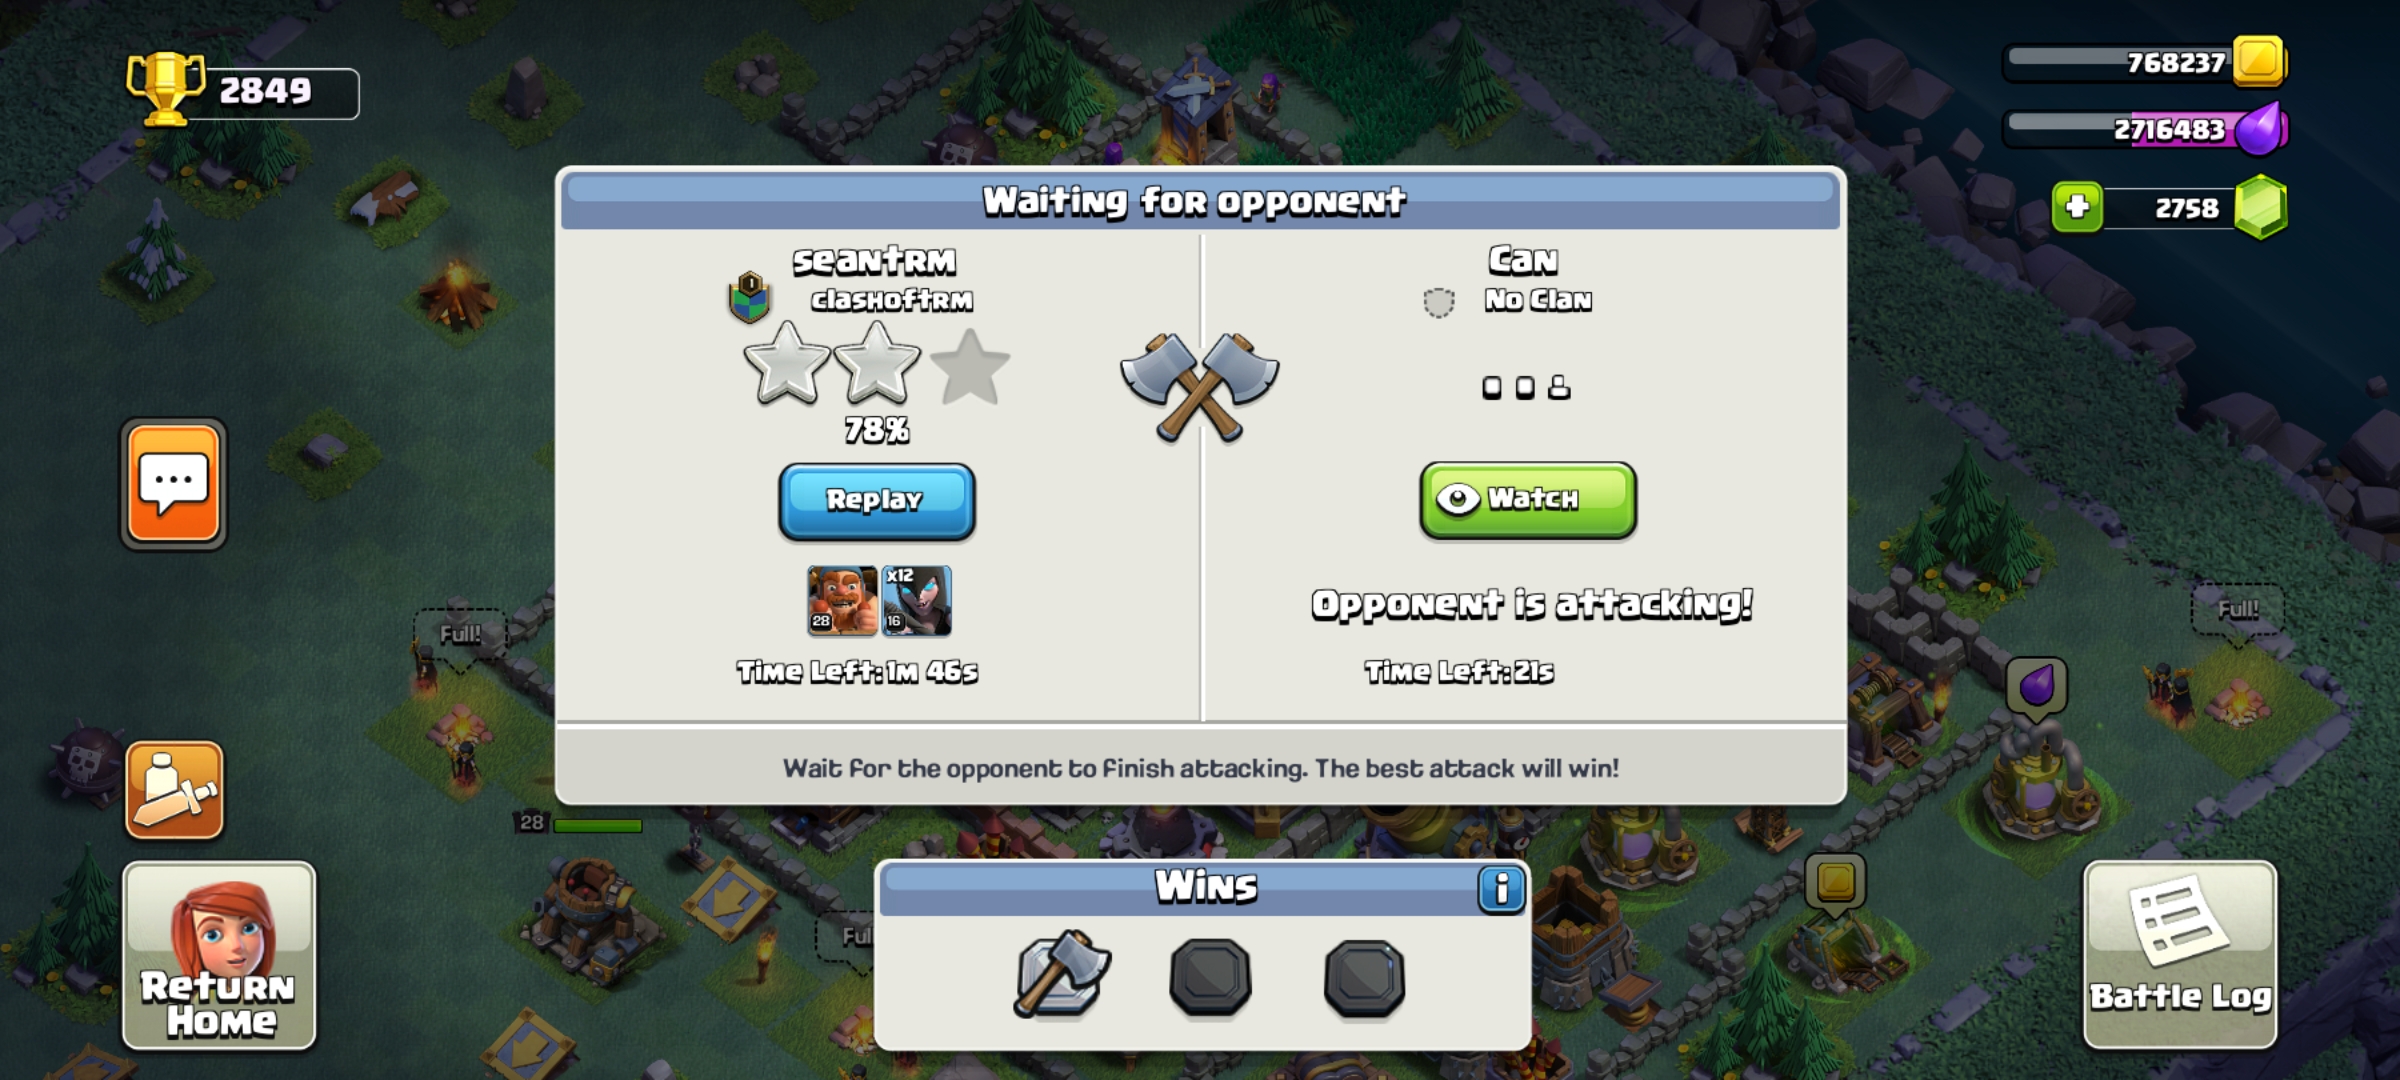 2849
768237
2716483
2758
Waiting for opponent
seantrm
clashoftrm
1
78%
Replay
28
x12
16
Time Left:1m 46s
Can
No Clan
Watch
Opponent is attacking!
Time Left:21s
Wait for the opponent to finish attacking. The best attack will win!
Full!
Full!
28
Wins
i
Return
Home
Battle Log